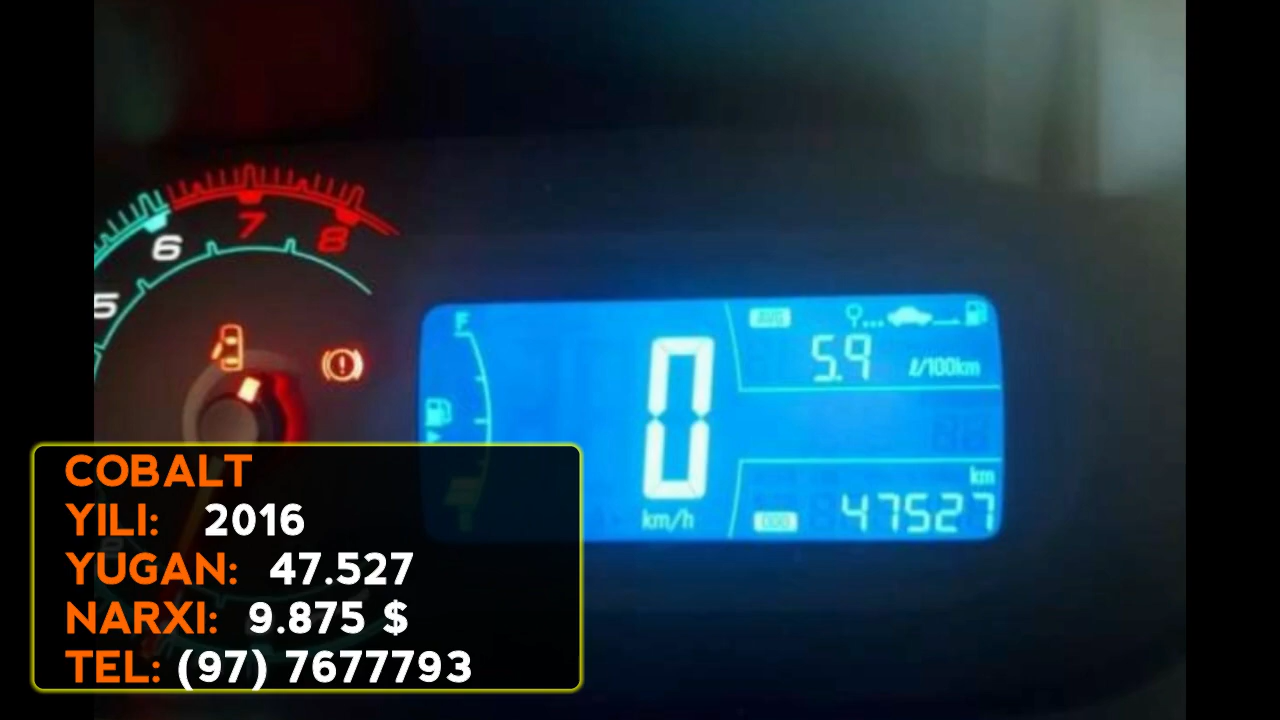 5
6
7
8
F
AVG
5.9 ℓ/100km
0
km/h
km
ODO 47527
COBALT
YILI: 2016
YUGAN: 47.527
NARXI: 9.875 $
TEL: (97) 7677793